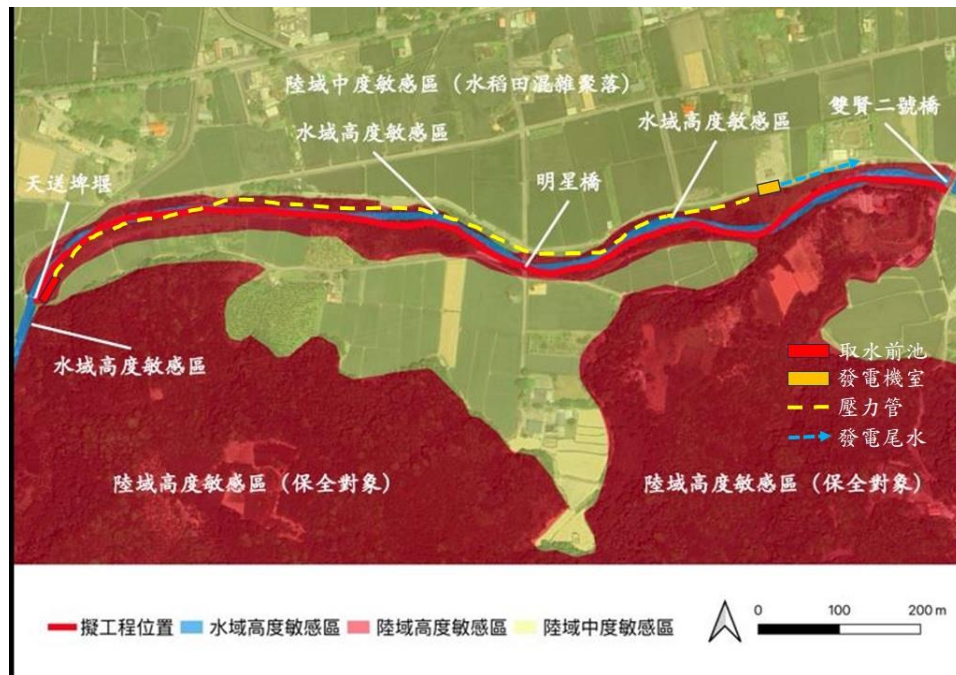 陸域中度敏感區（水稻田混雜聚落）
水域高度敏感區
水域高度敏感區
雙賢二號橋
天送埤堰
明星橋
水域高度敏感區
取水前池
發電機室
壓力管
發電尾水
陸域高度敏感區（保全對象）
陸域高度敏感區（保全對象）
擬工程位置
水域高度敏感區
陸域高度敏感區
陸域中度敏感區
0 100 200 m